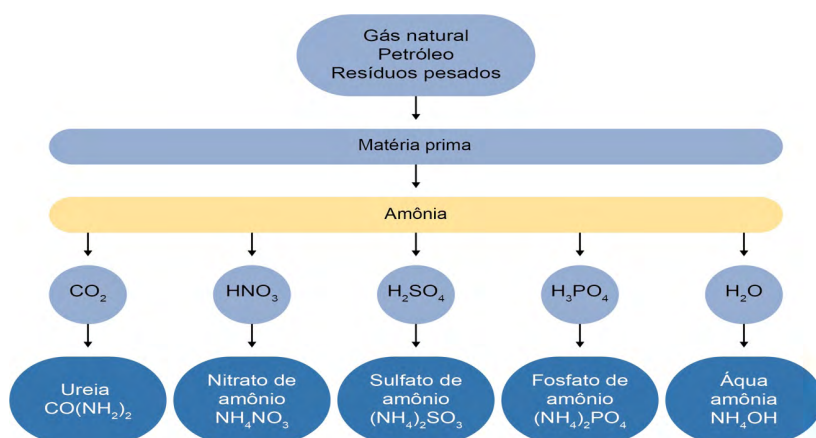 Gás natural
Petróleo
Resíduos pesados
Matéria prima
Amônia
CO₂
HNO₃
H₂SO₄
H₃PO₄
H₂O
Ureia
CO(NH₂)₂
Nitrato de
amônio
NH₄NO₃
Sulfato de
amônio
(NH₄)₂SO₃
Fosfato de
amônio
(NH₄)₂PO₄
Áqua
amônia
NH₄OH